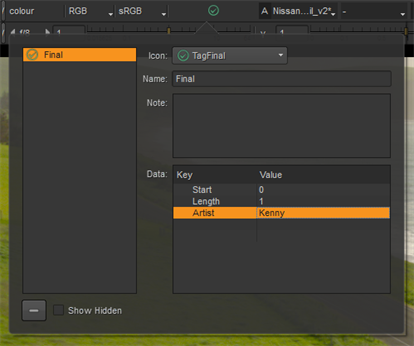 colour RGB sRGB A Nissan...il_v2* -
f/8 1 Y 1
Final
Icon: TagFinal
Name: Final
Note:
Data: Key Value
Start 0
Length 1
Artist Kenny
Show Hidden